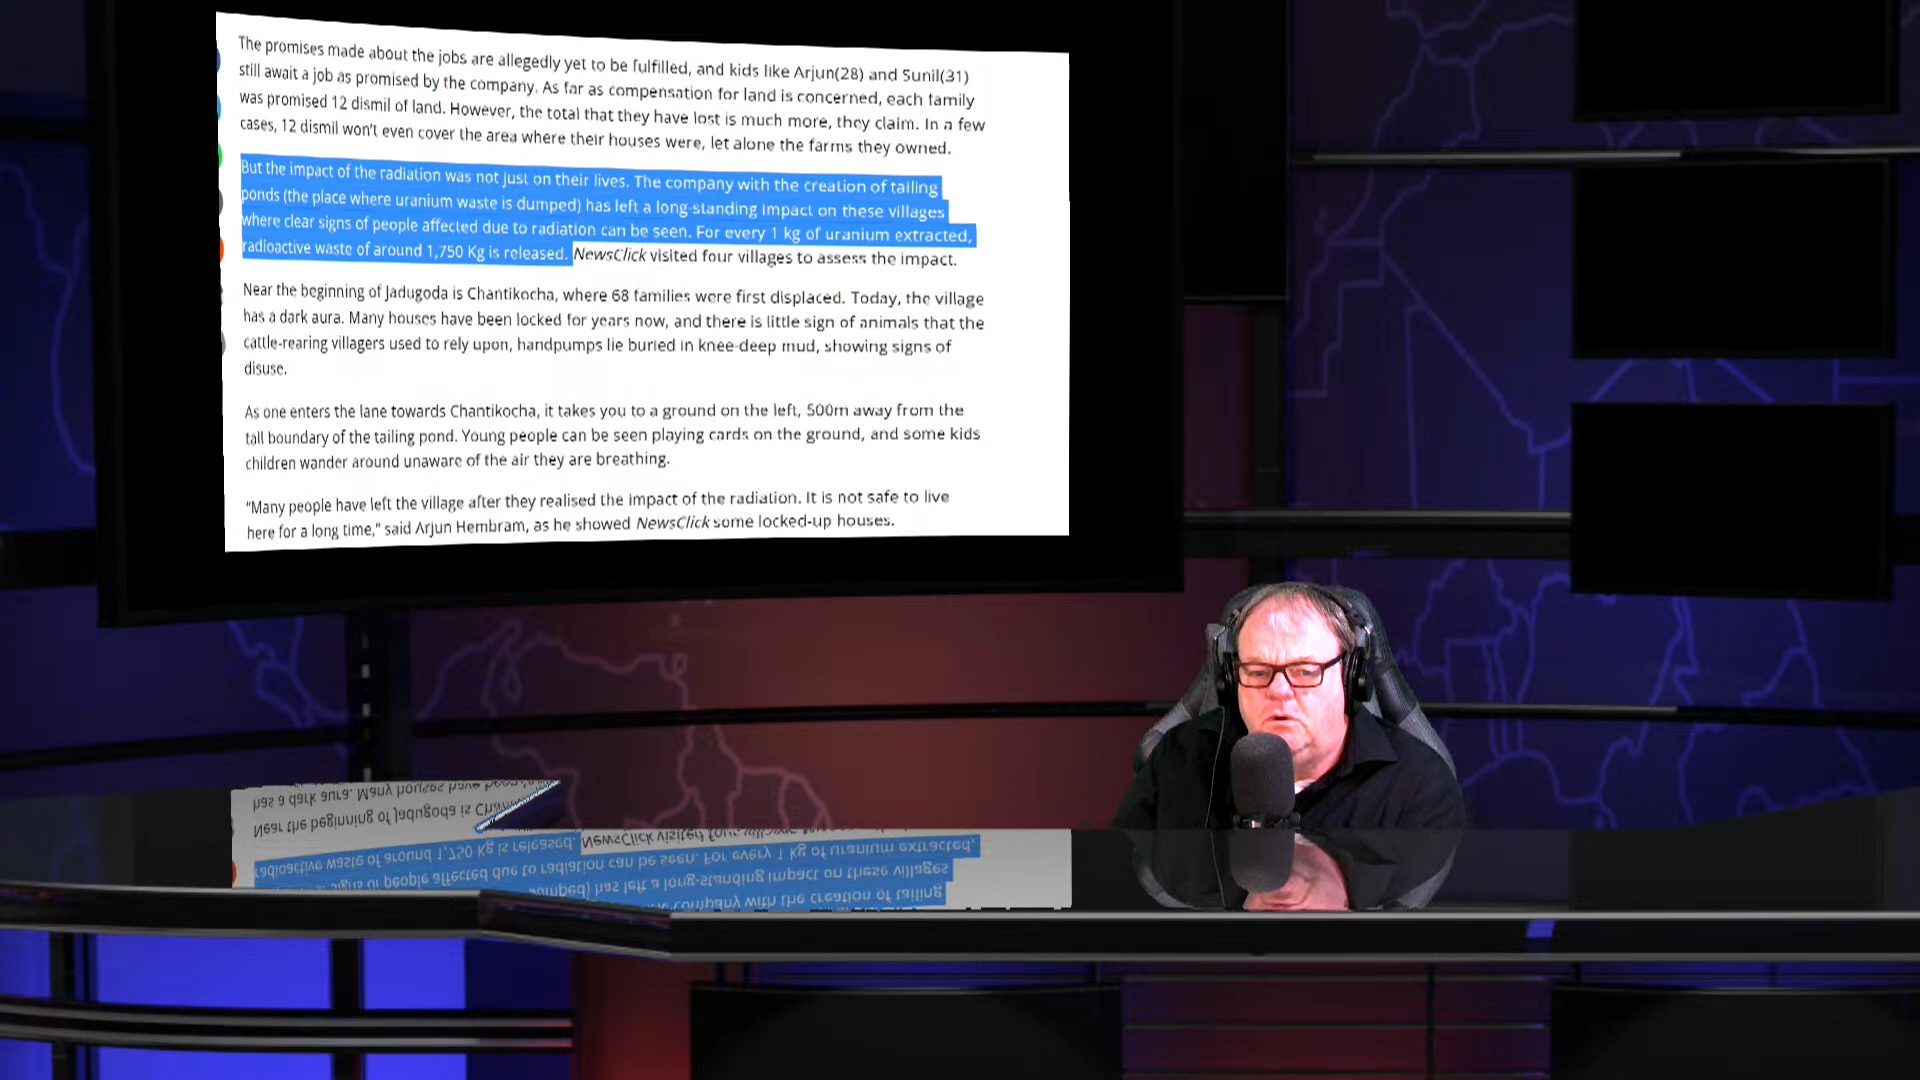 The promises made about the jobs are allegedly yet to be fulfilled, and kids like Arjun(28) and Sunil(31)
still await a job as promised by the company. As far as compensation for land is concerned, each family
was promised 12 dismil of land. However, the total that they have lost is much more, they claim. In a few
cases, 12 dismil won't even cover the area where their houses were, let alone the farms they owned.
But the impact of the radiation was not just on their lives. The company with the creation of tailing
ponds (the place where uranium waste is dumped) has left a long-standing impact on these villages
where clear signs of people affected due to radiation can be seen. For every 1 kg of uranium extracted,
radioactive waste of around 1,750 Kg is released. NewsClick visited four villages to assess the impact.
Near the beginning of Jadugoda is Chantikocha, where 68 families were first displaced. Today, the village
has a dark aura. Many houses have been locked for years now, and there is little sign of animals that the
cattle-rearing villagers used to rely upon, handpumps lie buried in knee-deep mud, showing signs of
disuse.
As one enters the lane towards Chantikocha, it takes you to a ground on the left, 500m away from the
tall boundary of the tailing pond. Young people can be seen playing cards on the ground, and some kids
children wander around unaware of the air they are breathing.
"Many people have left the village after they realised the impact of the radiation. It is not safe to live
here for a long time," said Arjun Hembram, as he showed NewsClick some locked-up houses.